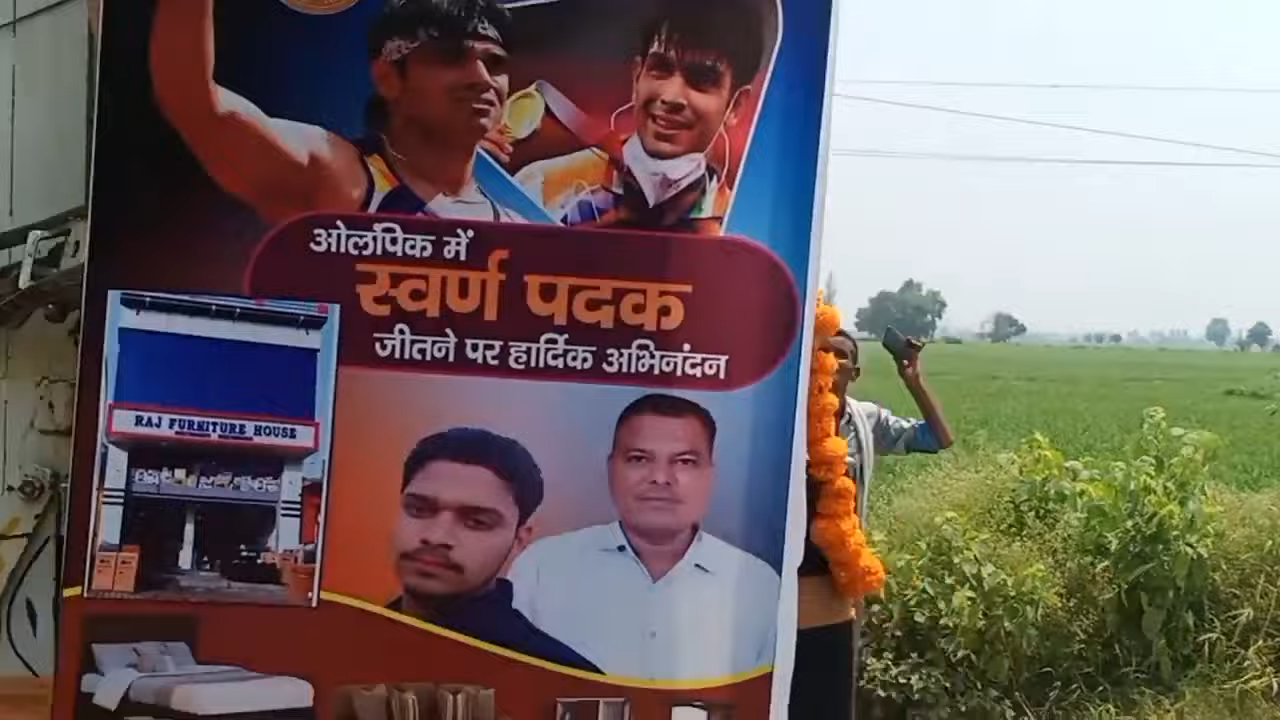 ओलंपिक में
स्वर्ण पदक
जीतने पर हार्दिक अभिनंदन
RAJ FURNITURE HOUSE